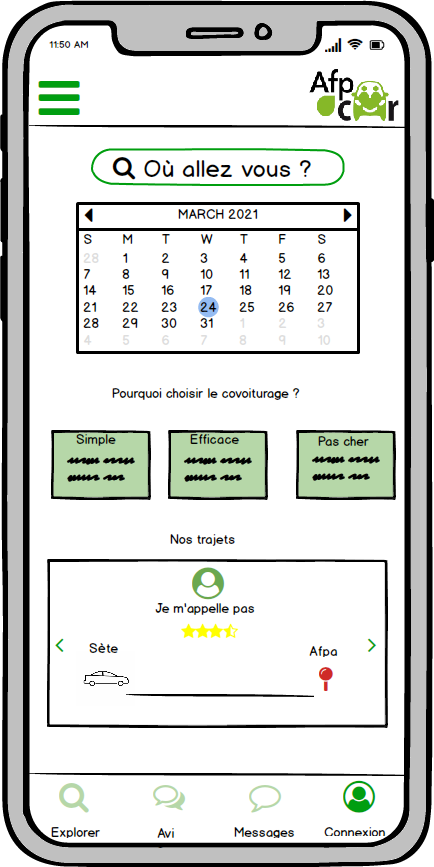 11:50 AM
Afp
car
Où allez vous ?
MARCH 2021
S M T W T F S
28 1 2 3 4 5 6
7 8 9 10 11 12 13
14 15 16 17 18 19 20
21 22 23 24 25 26 27
28 29 30 31 1 2 3
4 5 6 7 8 9 10
Pourquoi choisir le covoiturage ?
Simple
Efficace
Pas cher
Nos trajets
Je m'appelle pas
Sète
Afpa
Explorer
Avi
Messages
Connexion